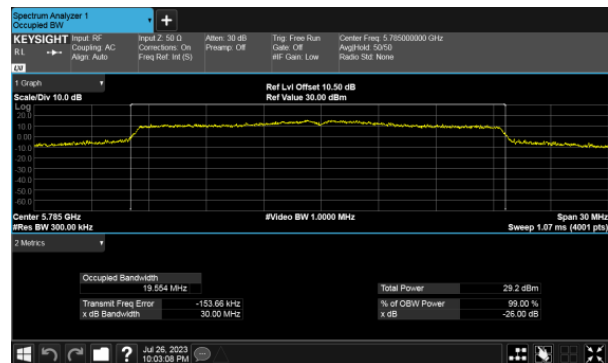 Spectrum Analyzer 1
Occupied BW
+
KEYSIGHT Input: RF Input Z: 50 Ω Atten: 30 dB Trig: Free Run Center Freq: 5.785000000 GHz
RL Coupling: AC Corrections: On Preamp: Off Gate: Off Avg|Hold: 50/50
Align: Auto Freq Ref: Int (S) #IF Gain: Low Radio Std: None
LXI
1 Graph
Ref Lvl Offset 10.50 dB
Scale/Div 10.0 dB Ref Value 30.00 dBm
Log
20.0
10.0
0.00
-10.0
-20.0
-30.0
-40.0
-50.0
-60.0
Center 5.785 GHz #Video BW 1.0000 MHz Span 30 MHz
#Res BW 300.00 kHz Sweep 1.07 ms (4001 pts)
2 Metrics
Occupied Bandwidth
19.554 MHz Total Power 29.2 dBm
Transmit Freq Error -153.66 kHz % of OBW Power 99.00 %
x dB Bandwidth 30.00 MHz x dB -26.00 dB
? Jul 26, 2023
10:03:08 PM